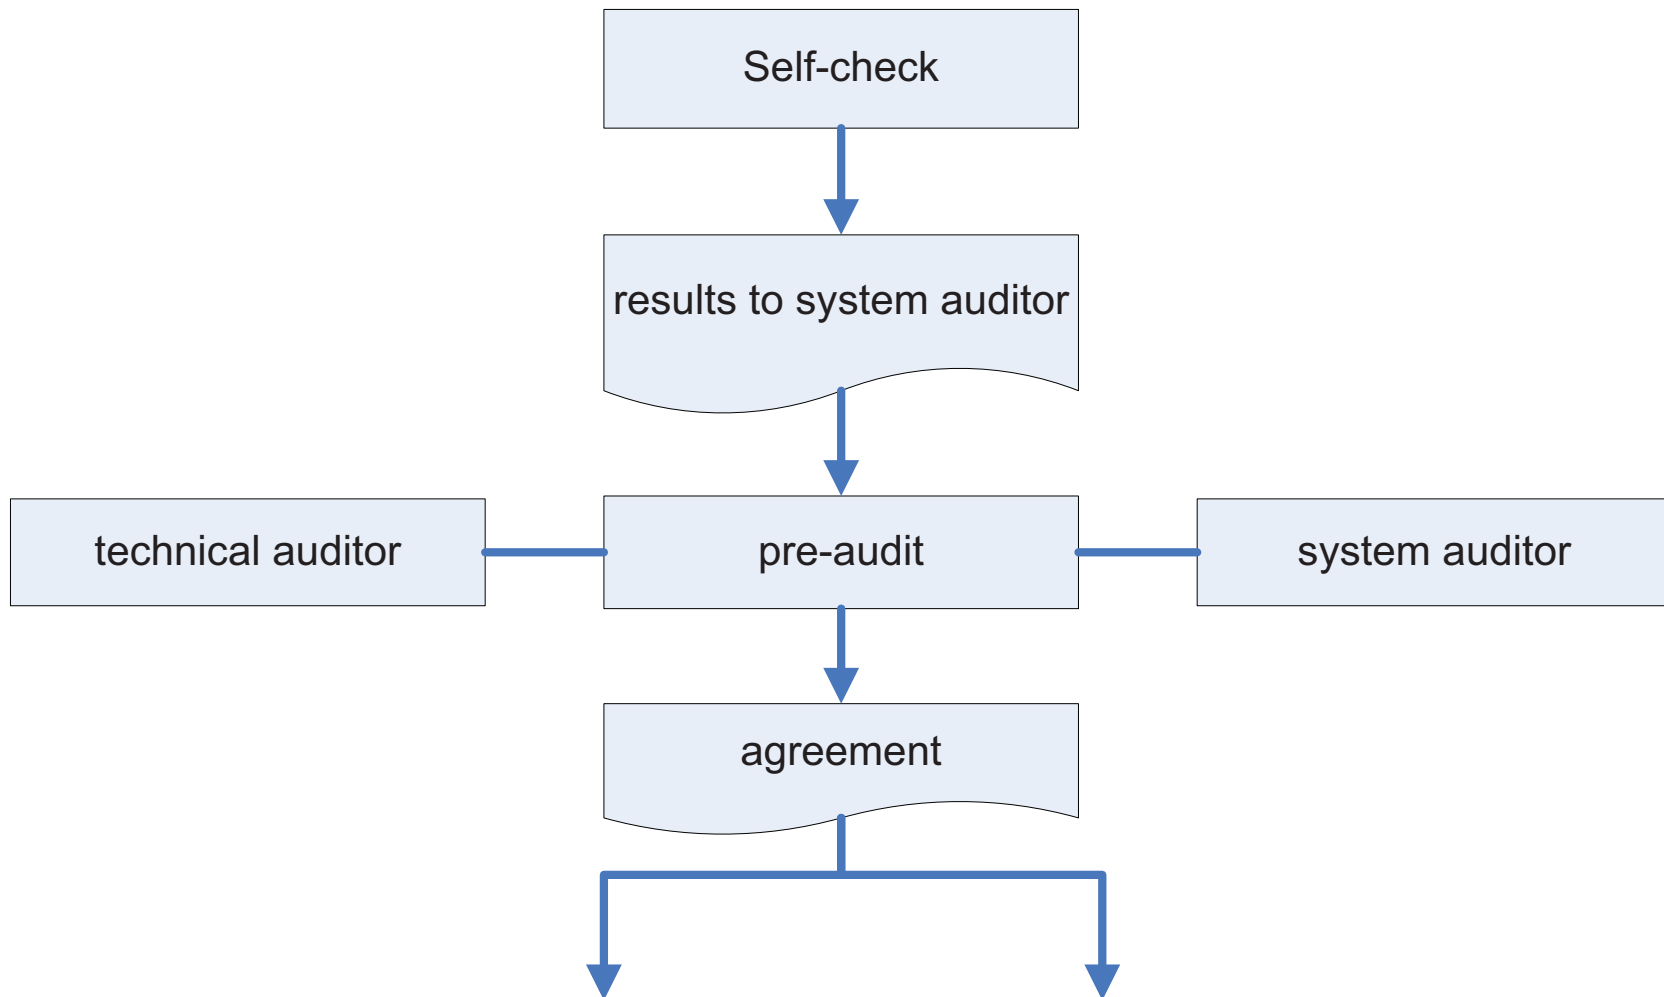 Self-check
results to system auditor
technical auditor
pre-audit
system auditor
agreement